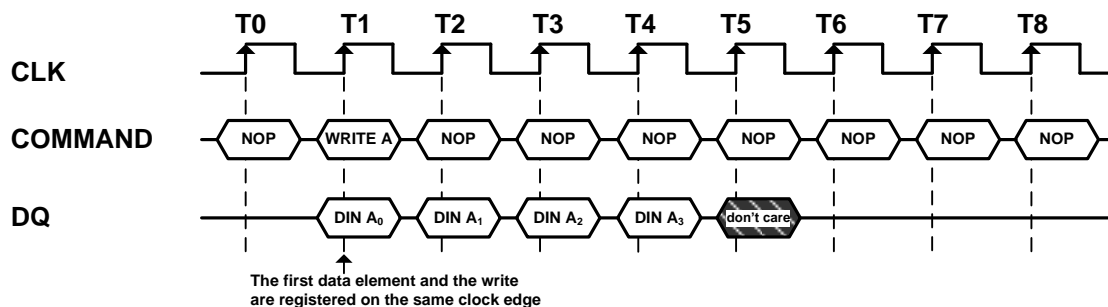 T0 T1 T2 T3 T4 T5 T6 T7 T8
CLK
COMMAND NOP WRITE A NOP NOP NOP NOP NOP NOP NOP
DQ DIN A0 DIN A1 DIN A2 DIN A3 don't care
The first data element and the write
are registered on the same clock edge